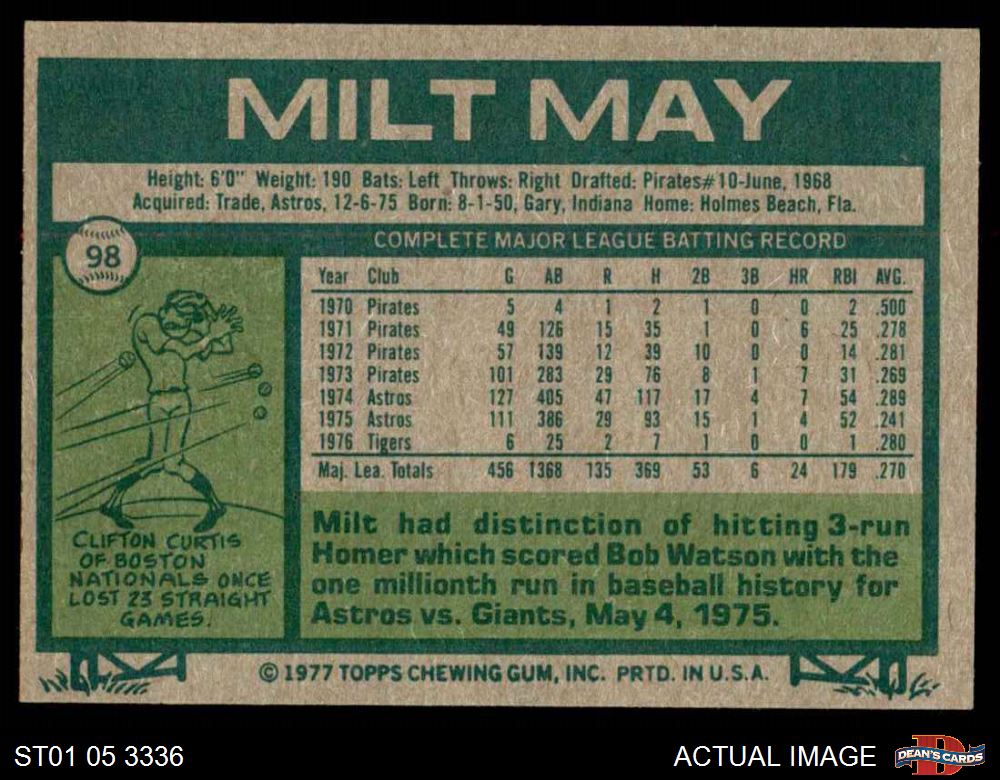 MILT MAY
Height: 6'0" Weight: 190 Bats: Left Throws: Right Drafted: Pirates#10-June, 1968
Acquired: Trade, Astros, 12-6-75 Born: 8-1-50, Gary, Indiana Home: Holmes Beach, Fla.
98
COMPLETE MAJOR LEAGUE BATTING RECORD
Year Club G AB R H 2B 3B HR RBI AVG.
1970 Pirates 5 4 1 2 1 0 0 2 .500
1971 Pirates 49 126 15 35 1 0 6 25 .278
1972 Pirates 57 139 12 39 10 0 0 14 .281
1973 Pirates 101 283 29 76 8 1 7 31 .269
1974 Astros 127 405 47 117 17 4 7 54 .289
1975 Astros 111 386 29 93 15 1 4 52 .241
1976 Tigers 6 25 2 7 1 0 0 1 .280
Maj. Lea. Totals 456 1368 135 369 53 6 24 179 .270
CLIFTON CURTIS
OF BOSTON
NATIONALS ONCE
LOST 23 STRAIGHT
GAMES.
Milt had distinction of hitting 3-run
Homer which scored Bob Watson with the
one millionth run in baseball history for
Astros vs. Giants, May 4, 1975.
© 1977 TOPPS CHEWING GUM, INC. PRTD. IN U.S.A.
ST01 05 3336
ACTUAL IMAGE
D
DEAN'S CARDS